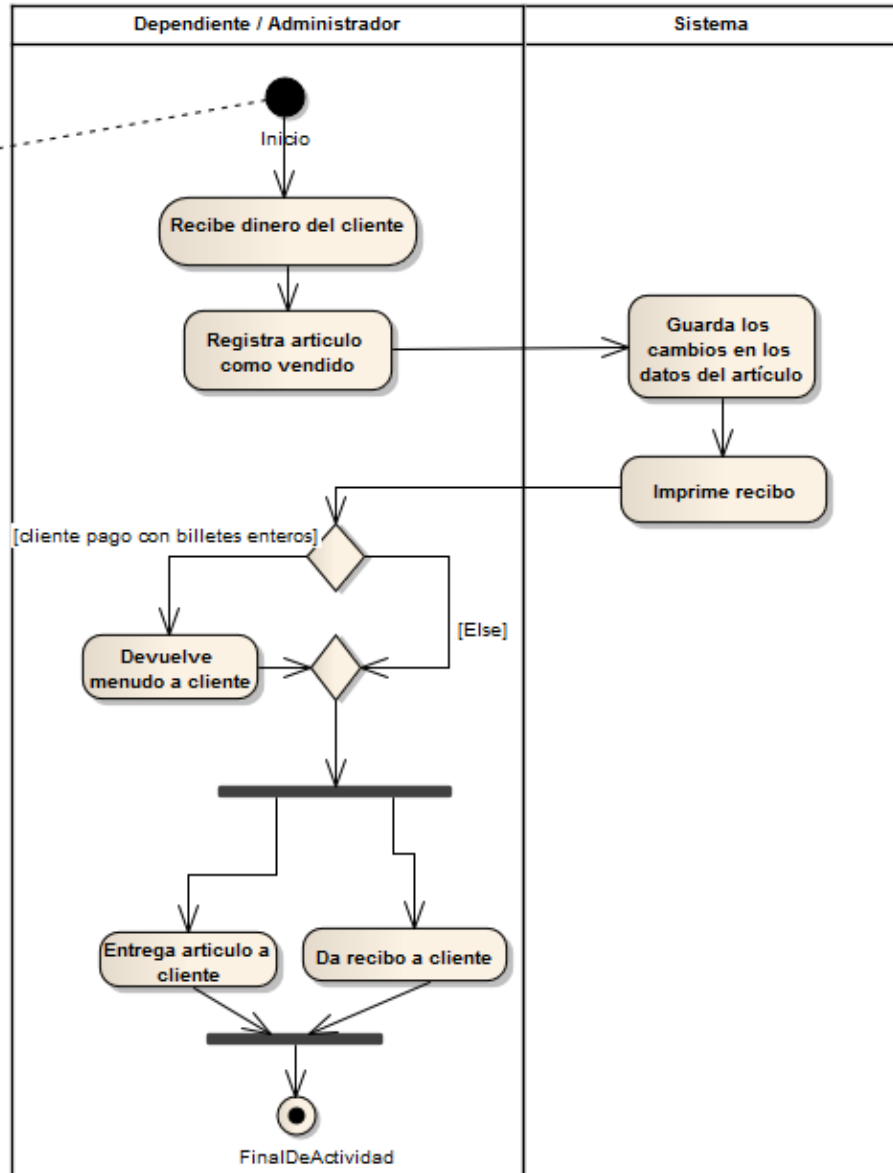 Dependiente / Administrador
Sistema
Inicio
Recibe dinero del cliente
Registra articulo
como vendido
Guarda los
cambios en los
datos del artículo
Imprime recibo
[cliente pago con billetes enteros]
[Else]
Devuelve
menudo a cliente
Entrega articulo a
cliente
Da recibo a cliente
FinalDeActividad